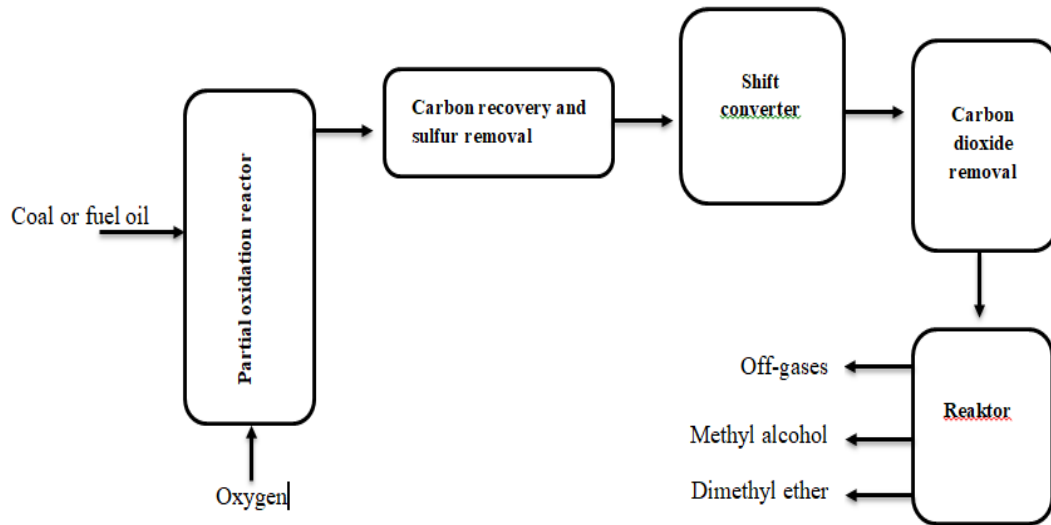 Coal or fuel oil
Partial oxidation reactor
Oxygen
Carbon recovery and
sulfur removal
Shift
converter
Carbon
dioxide
removal
Reaktor
Off-gases
Methyl alcohol
Dimethyl ether